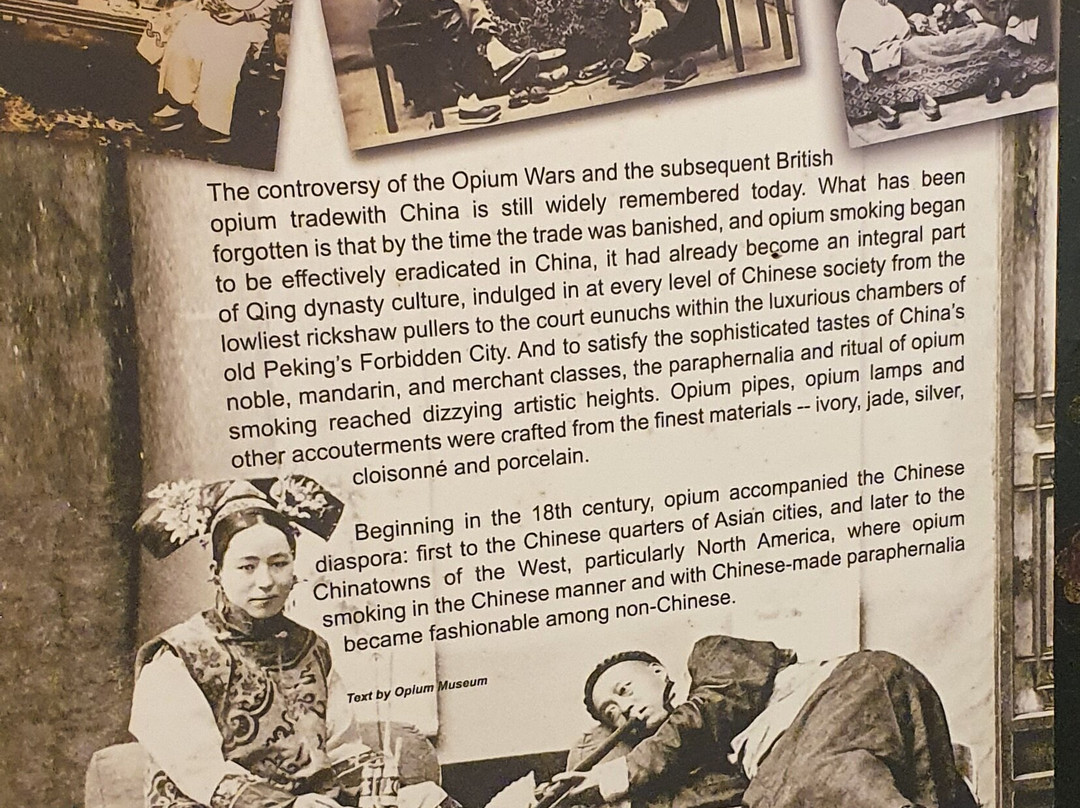 The controversy of the Opium Wars and the subsequent British
opium tradewith China is still widely remembered today. What has been
forgotten is that by the time the trade was banished, and opium smoking began
to be effectively eradicated in China, it had already become an integral part
of Qing dynasty culture, indulged in at every level of Chinese society from the
lowliest rickshaw pullers to the court eunuchs within the luxurious chambers of
old Peking's Forbidden City. And to satisfy the sophisticated tastes of China's
noble, mandarin, and merchant classes, the paraphernalia and ritual of opium
smoking reached dizzying artistic heights. Opium pipes, opium lamps and
other accouterments were crafted from the finest materials -- ivory, jade, silver,
cloisonné and porcelain.
Beginning in the 18th century, opium accompanied the Chinese
diaspora: first to the Chinese quarters of Asian cities, and later to the
Chinatowns of the West, particularly North America, where opium
smoking in the Chinese manner and with Chinese-made paraphernalia
became fashionable among non-Chinese.
Text by Opium Museum